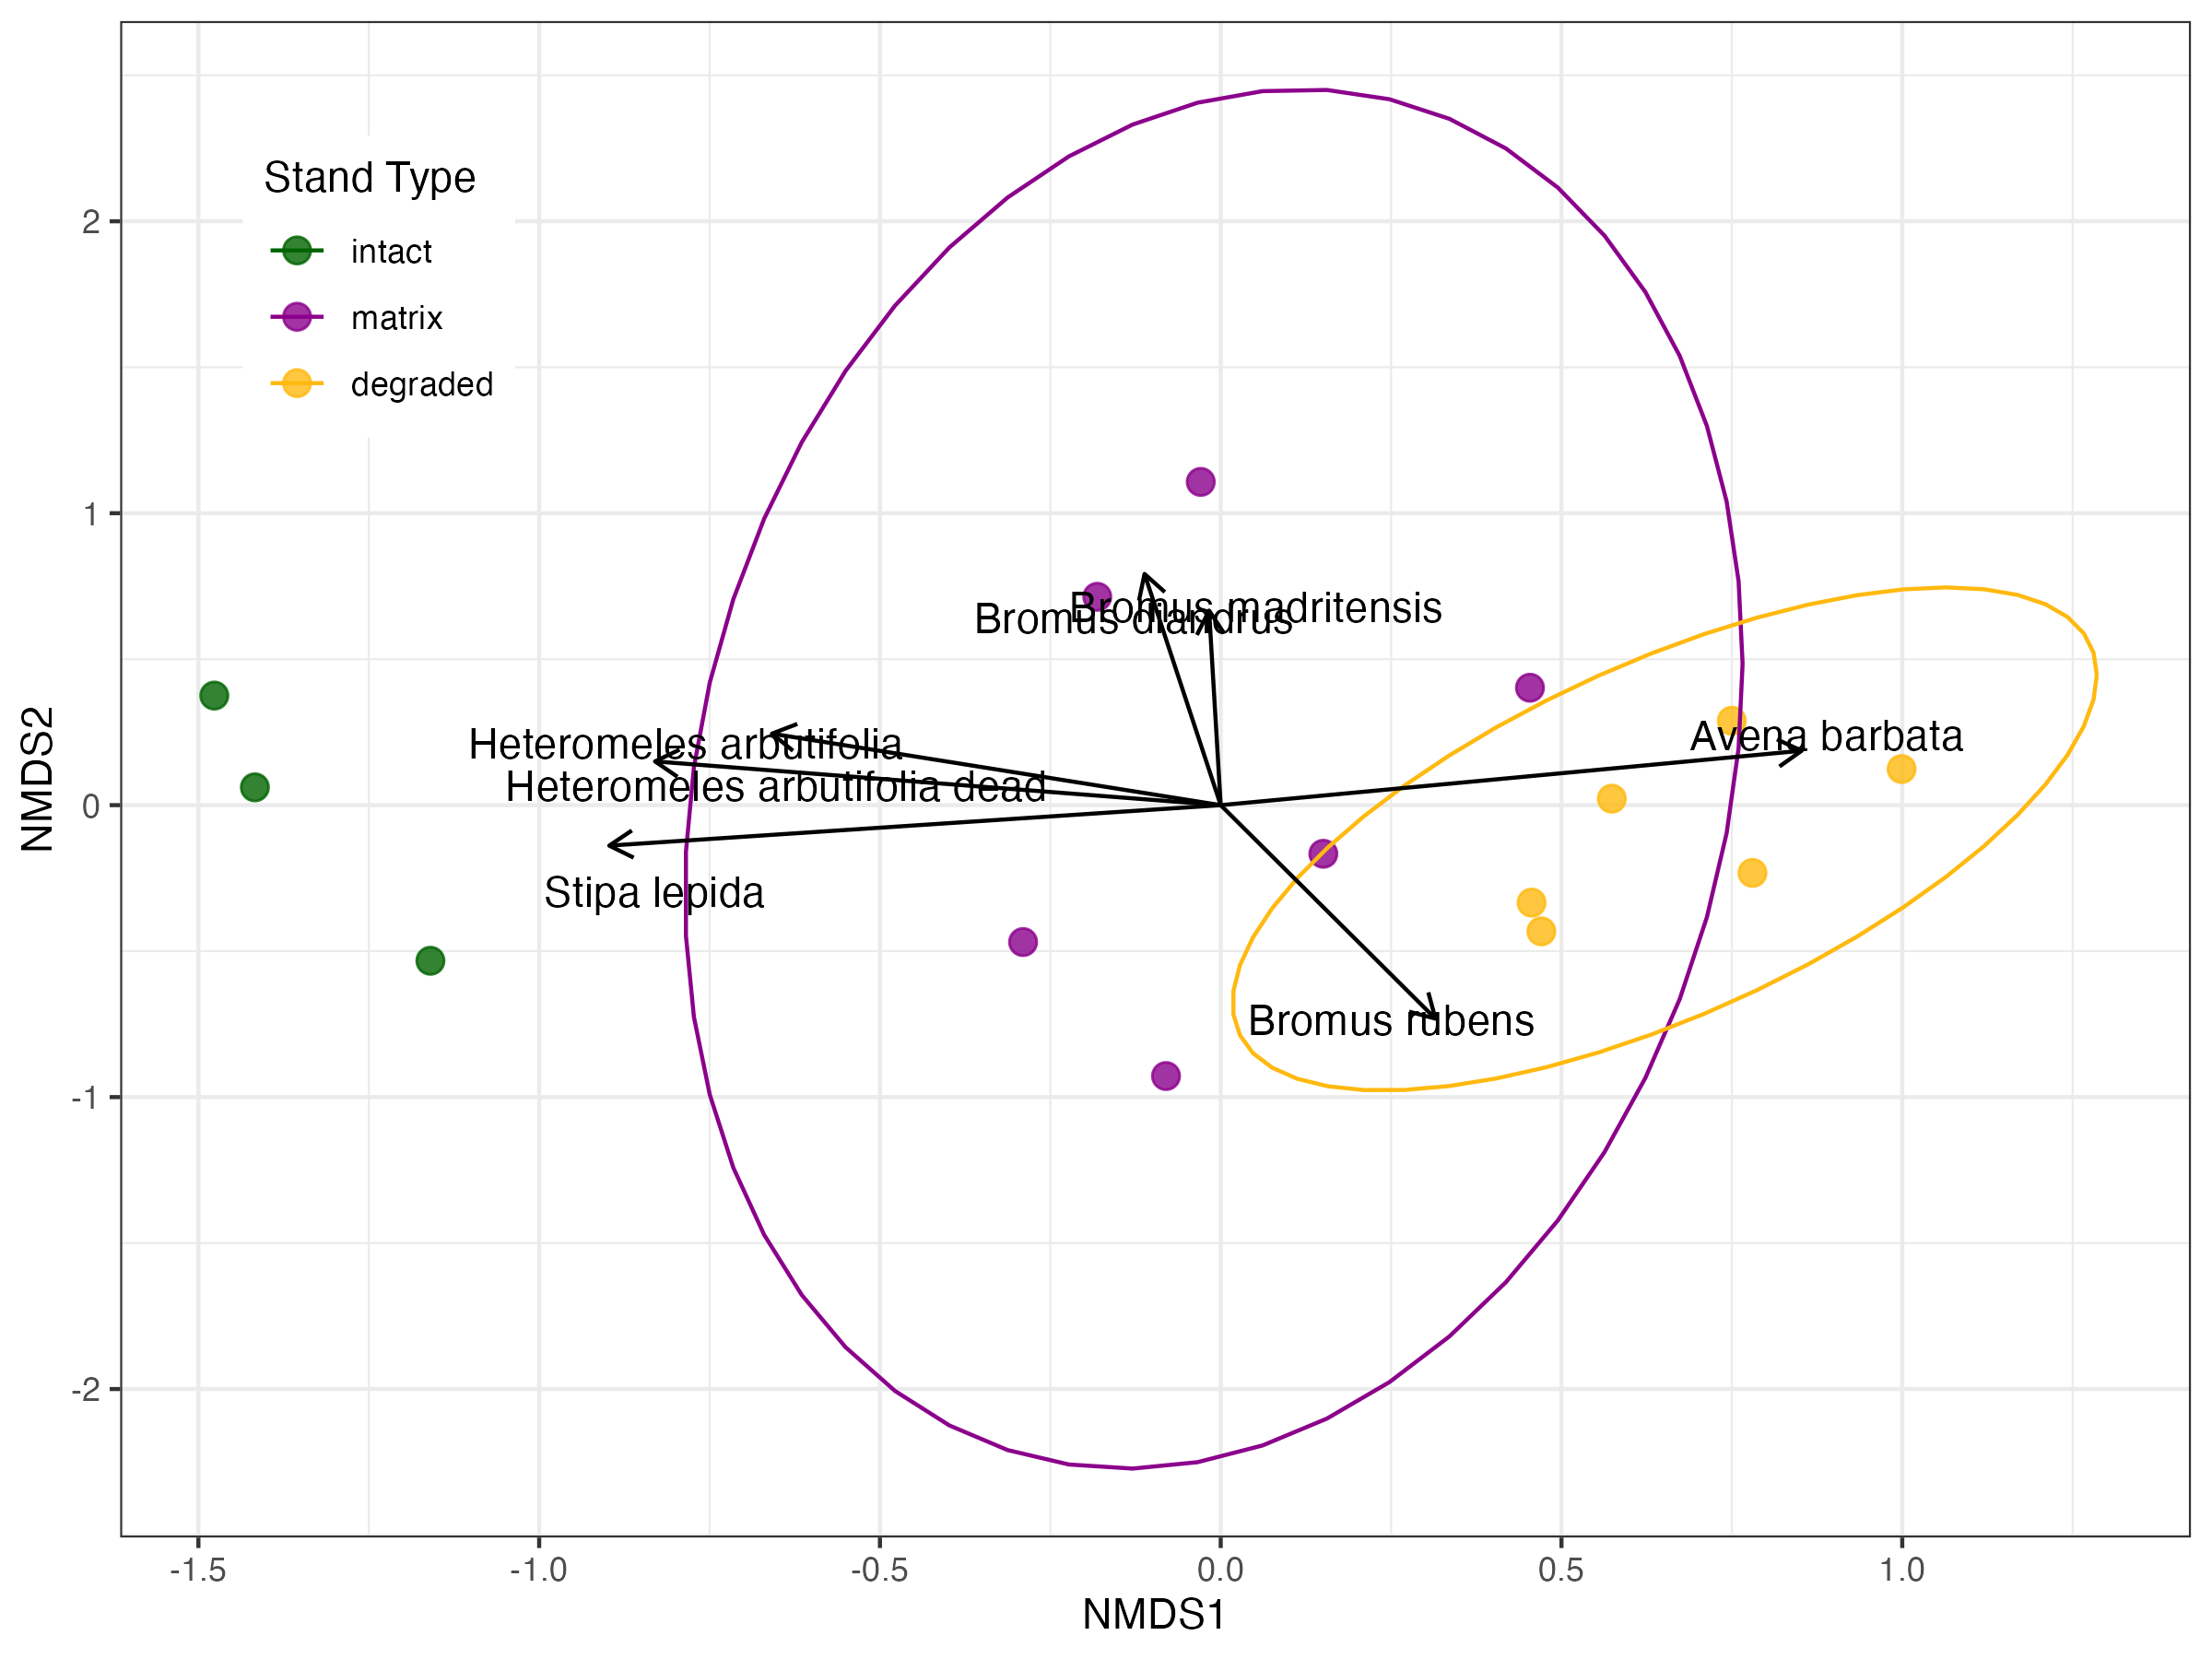 Stand Type
intact
matrix
degraded
Bromus madritensis
Bromus diandrus
Heteromeles arbutifolia
Avena barbata
Heteromeles arbutifolia dead
Stipa lepida
Bromus rubens
NMDS2
2
1
0
-1
-2
-1.5
-1.0
-0.5
0.0
0.5
1.0
NMDS1